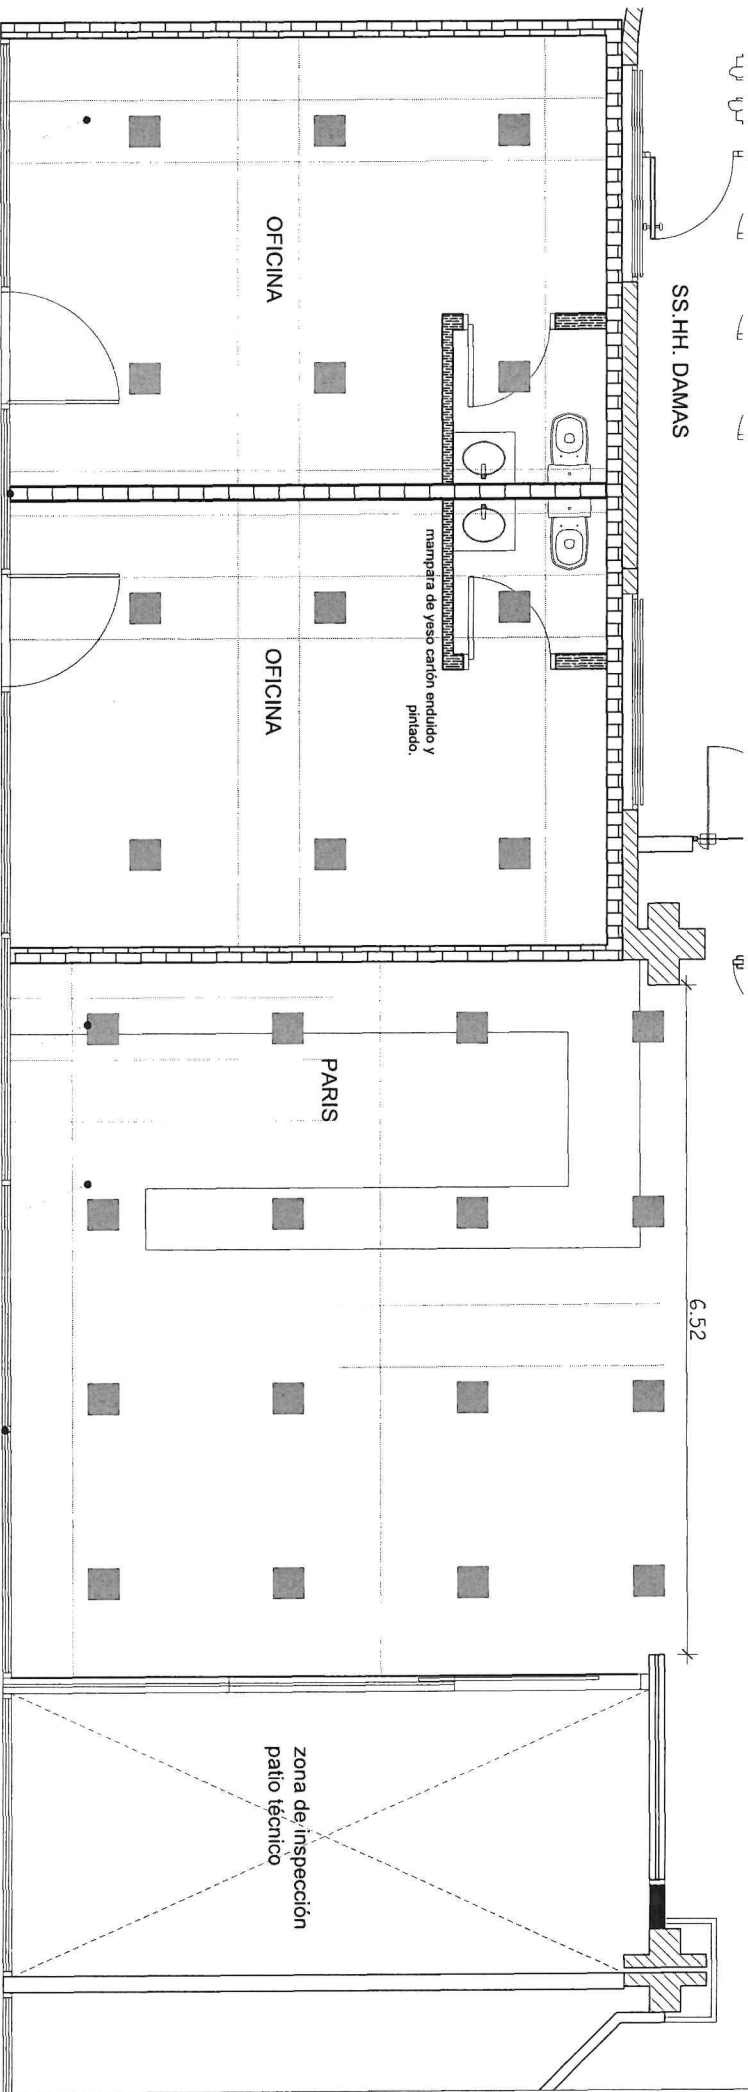 SS.HH. DAMAS
OFICINA
mampara de yeso cartón enduido y
pintado.
OFICINA
PARIS
6.52
zona de inspección
patio técnico